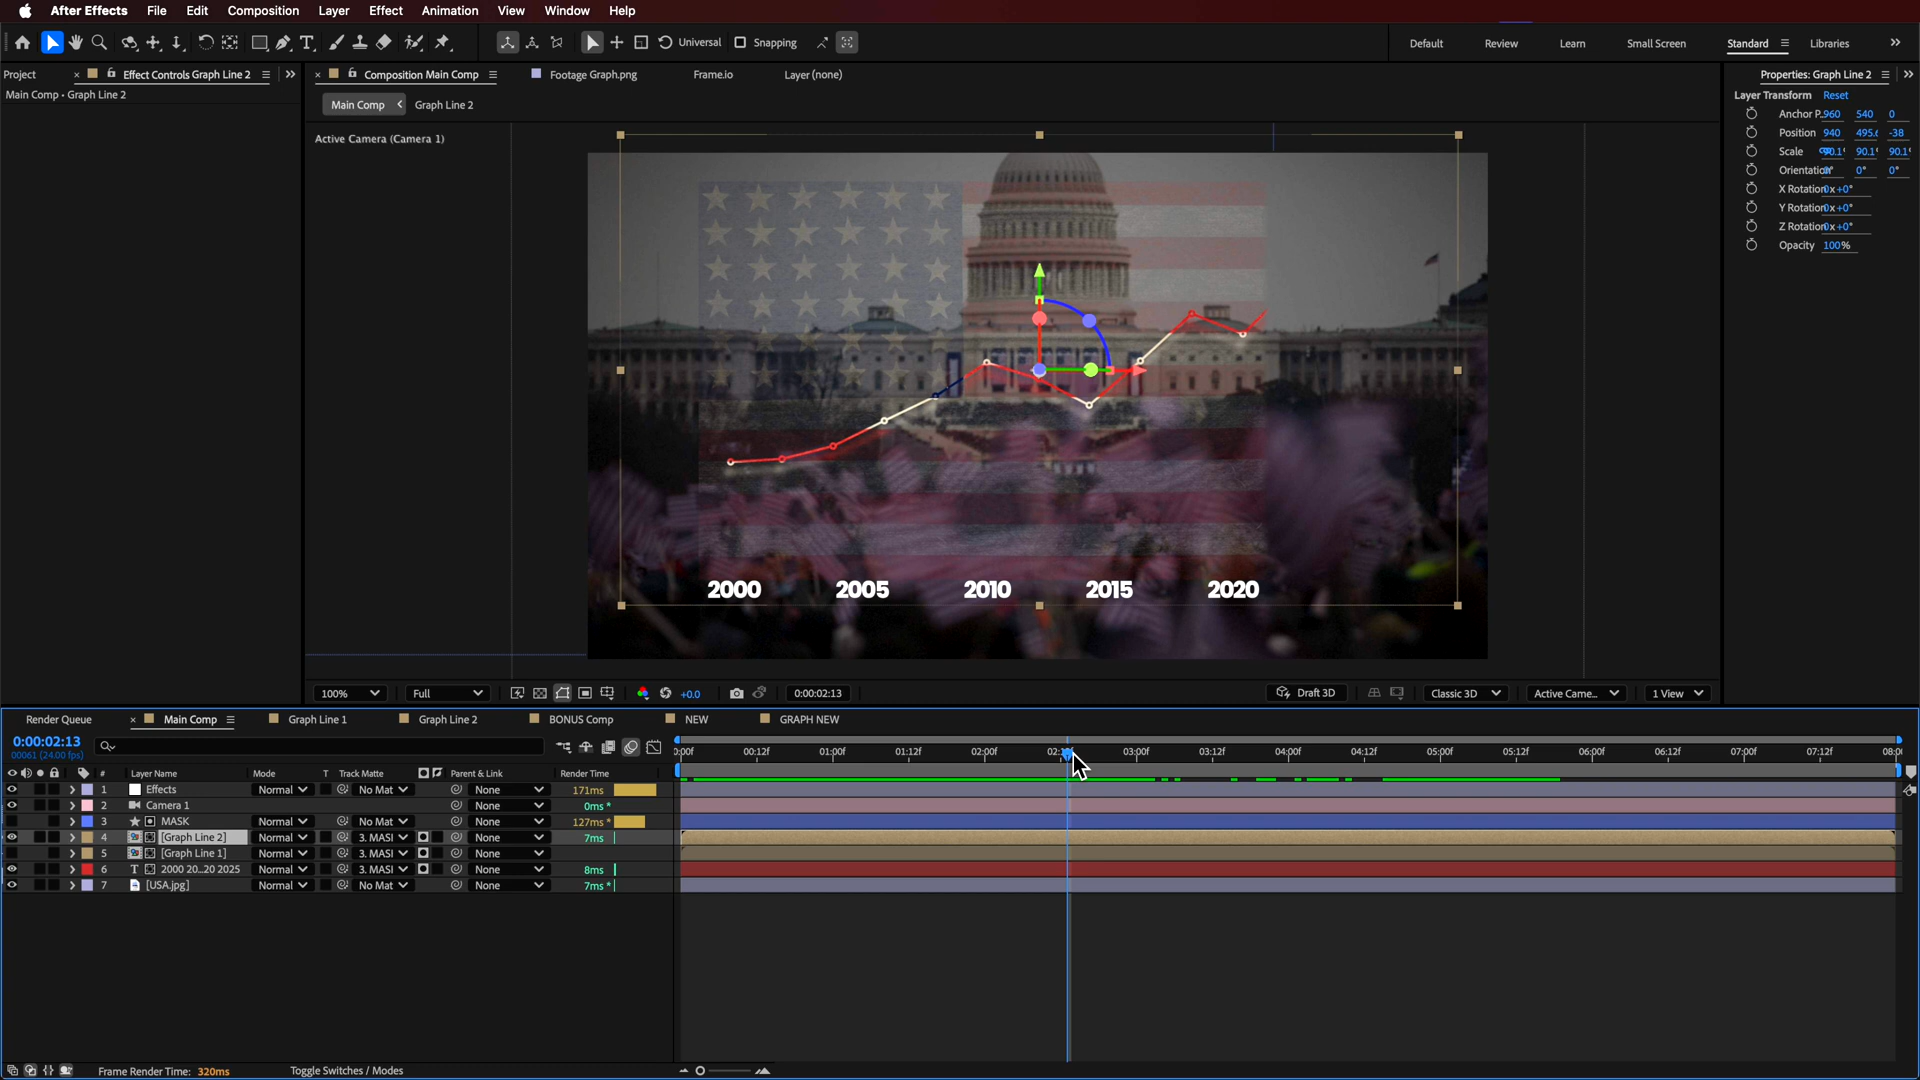 After Effects File Edit Composition Layer Effect Animation View Window Help
Universal Snapping Default Review Learn Small Screen Standard Libraries
Project Effect Controls Graph Line 2 Composition Main Comp Footage Graph.png Frame.io Layer (none) Properties: Graph Line 2
Main Comp • Graph Line 2
Main Comp Graph Line 2
Active Camera (Camera 1)
Layer Transform Reset
Anchor P. 960 540 0
Position 940 495.6 -38
Scale 90.1 90.1 90.1
Orientation 0° 0° 0°
X Rotation 0x+0°
Y Rotation 0x+0°
Z Rotation 0x+0°
Opacity 100%
2000 2005 2010 2015 2020
100% Full +0.0 0:00:02:13 Draft 3D Classic 3D Active Came... 1 View
Render Queue Main Comp Graph Line 1 Graph Line 2 BONUS Comp NEW GRAPH NEW
0:00:02:13
00061 (24.00 fps)
:00f 00:12f 01:00f 01:12f 02:00f 02:12f 03:00f 03:12f 04:00f 04:12f 05:00f 05:12f 06:00f 06:12f 07:00f 07:12f 08:0
# Layer Name Mode T Track Matte Parent & Link Render Time
1 Effects Normal None 171ms
2 Camera 1 None 0ms *
3 MASK Normal No Mat None 127ms *
4 [Graph Line 2] Normal 3. MASI None 7ms
5 [Graph Line 1] Normal 3. MASI None
6 T 2000 20...20 2025 Normal 3. MASI None 8ms
7 [USA.jpg] Normal No Mat None 7ms *
Frame Render Time: 320ms Toggle Switches / Modes